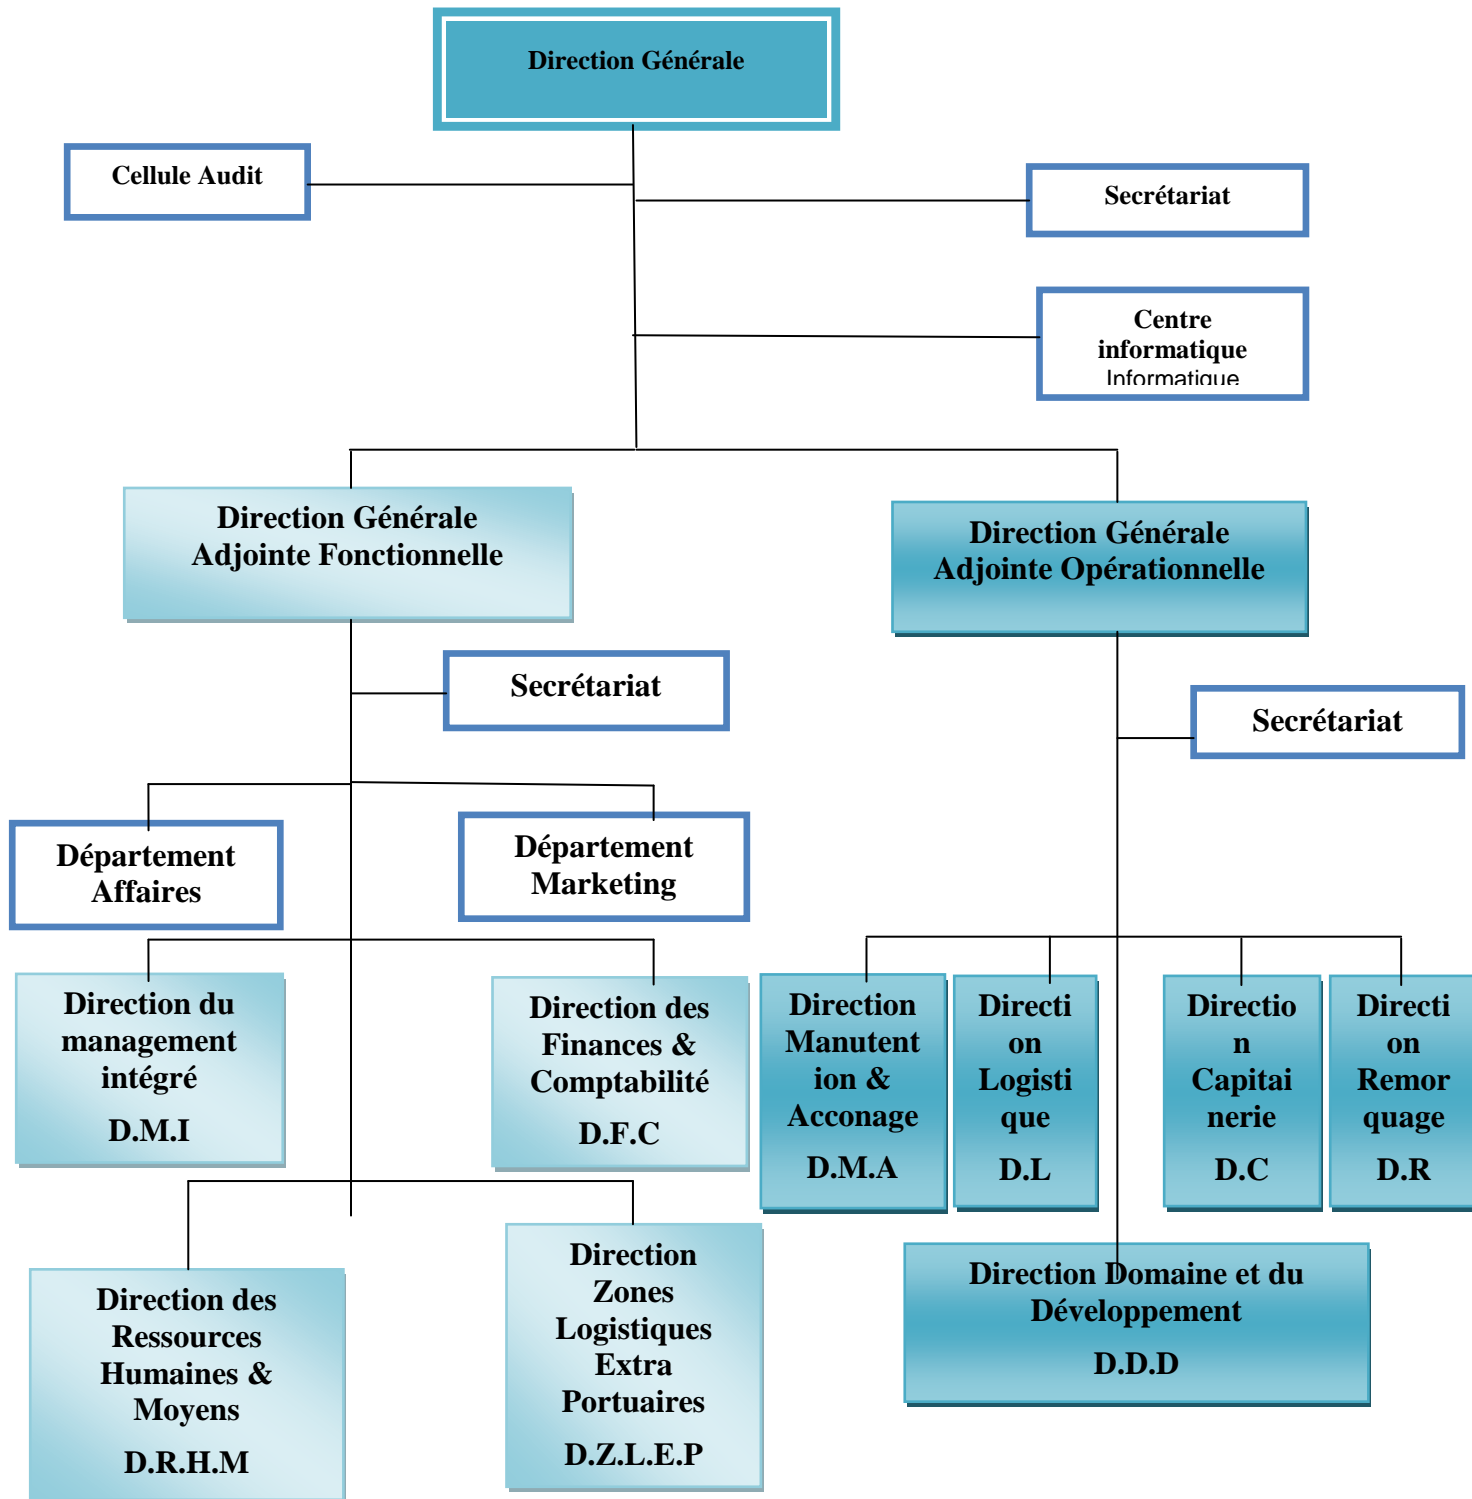 Direction Générale
Cellule Audit
Secrétariat
Centre
informatique
Informatique
Direction Générale
Adjointe Fonctionnelle
Direction Générale
Adjointe Opérationnelle
Secrétariat
Secrétariat
Département
Affaires
Département
Marketing
Direction du
management
intégré
D.M.I
Direction des
Finances &
Comptabilité
D.F.C
Direction
Manutent
ion &
Acconage
D.M.A
Directi
on
Logisti
que
D.L
Directio
n
Capitai
nerie
D.C
Directi
on
Remor
quage
D.R
Direction des
Ressources
Humaines &
Moyens
D.R.H.M
Direction
Zones
Logistiques
Extra
Portuaires
D.Z.L.E.P
Direction Domaine et du
Développement
D.D.D